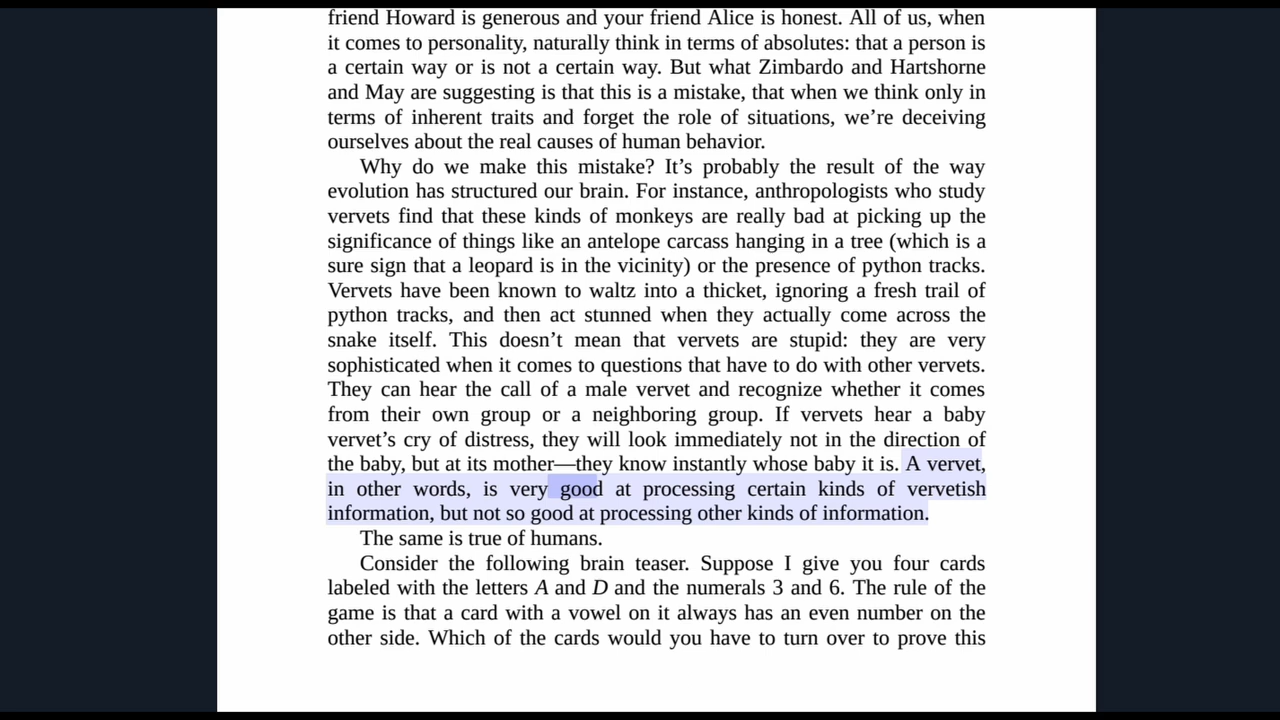 friend Howard is generous and your friend Alice is honest. All of us, when
it comes to personality, naturally think in terms of absolutes: that a person is
a certain way or is not a certain way. But what Zimbardo and Hartshorne
and May are suggesting is that this is a mistake, that when we think only in
terms of inherent traits and forget the role of situations, we’re deceiving
ourselves about the real causes of human behavior.
Why do we make this mistake? It’s probably the result of the way
evolution has structured our brain. For instance, anthropologists who study
vervets find that these kinds of monkeys are really bad at picking up the
significance of things like an antelope carcass hanging in a tree (which is a
sure sign that a leopard is in the vicinity) or the presence of python tracks.
Vervets have been known to waltz into a thicket, ignoring a fresh trail of
python tracks, and then act stunned when they actually come across the
snake itself. This doesn’t mean that vervets are stupid: they are very
sophisticated when it comes to questions that have to do with other vervets.
They can hear the call of a male vervet and recognize whether it comes
from their own group or a neighboring group. If vervets hear a baby
vervet’s cry of distress, they will look immediately not in the direction of
the baby, but at its mother—they know instantly whose baby it is. A vervet,
in other words, is very good at processing certain kinds of vervetish
information, but not so good at processing other kinds of information.
The same is true of humans.
Consider the following brain teaser. Suppose I give you four cards
labeled with the letters A and D and the numerals 3 and 6. The rule of the
game is that a card with a vowel on it always has an even number on the
other side. Which of the cards would you have to turn over to prove this